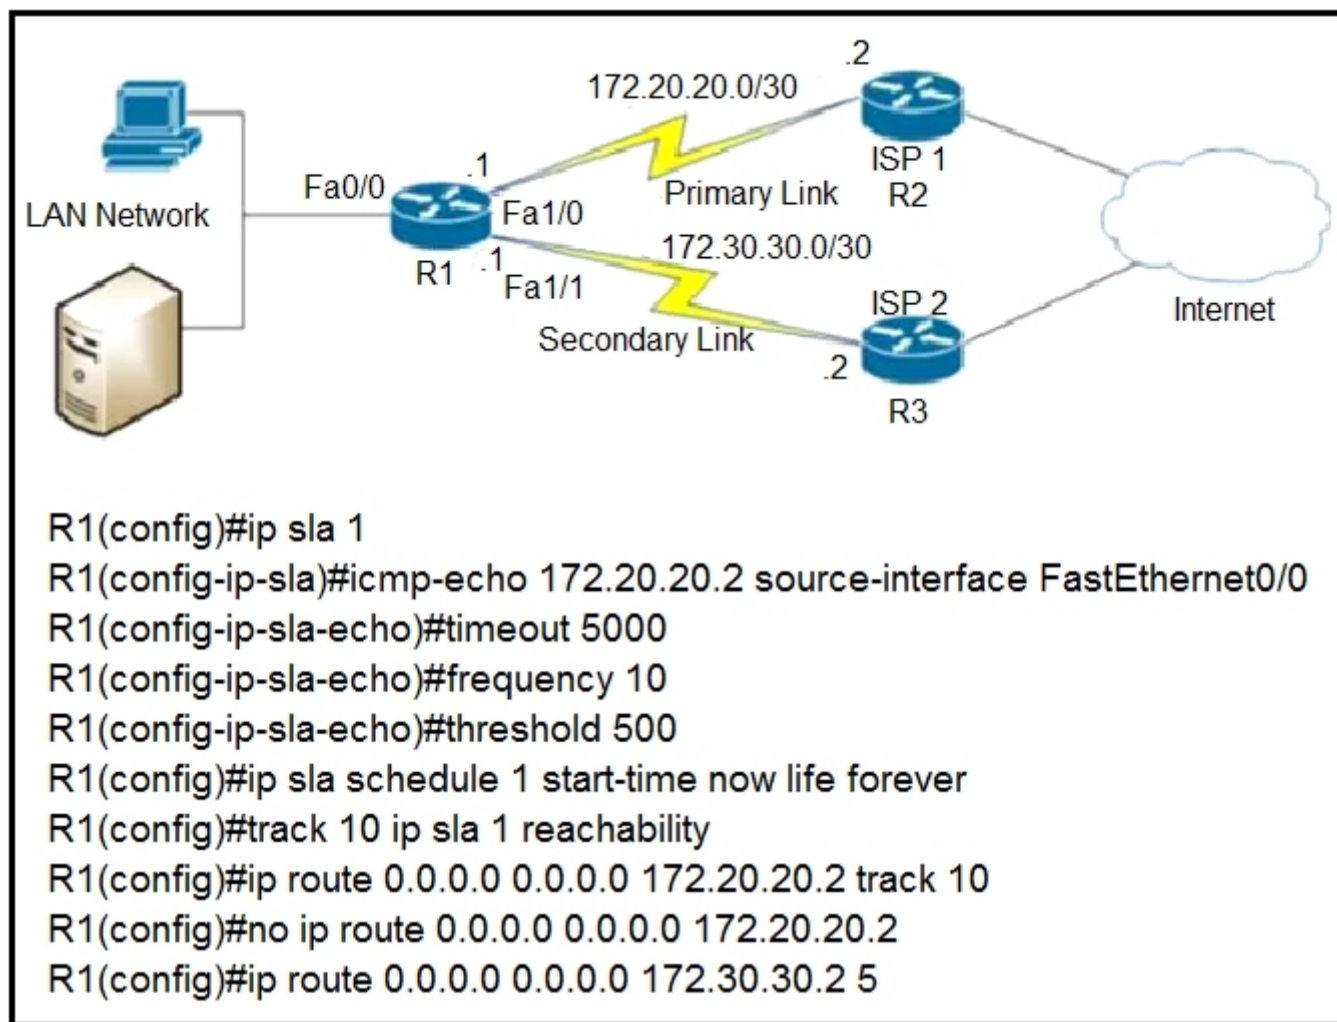 .2
172.20.20.0/30
ISP 1
R2
.1
Fa0/0
Primary Link
LAN Network
Fa1/0
172.30.30.0/30
R1
.1
Fa1/1
ISP 2
Internet
Secondary Link
.2
R3
R1(config)#ip sla 1
R1(config-ip-sla)#icmp-echo 172.20.20.2 source-interface FastEthernet0/0
R1(config-ip-sla-echo)#timeout 5000
R1(config-ip-sla-echo)#frequency 10
R1(config-ip-sla-echo)#threshold 500
R1(config)#ip sla schedule 1 start-time now life forever
R1(config)#track 10 ip sla 1 reachability
R1(config)#ip route 0.0.0.0 0.0.0.0 172.20.20.2 track 10
R1(config)#no ip route 0.0.0.0 0.0.0.0 172.20.20.2
R1(config)#ip route 0.0.0.0 0.0.0.0 172.30.30.2 5